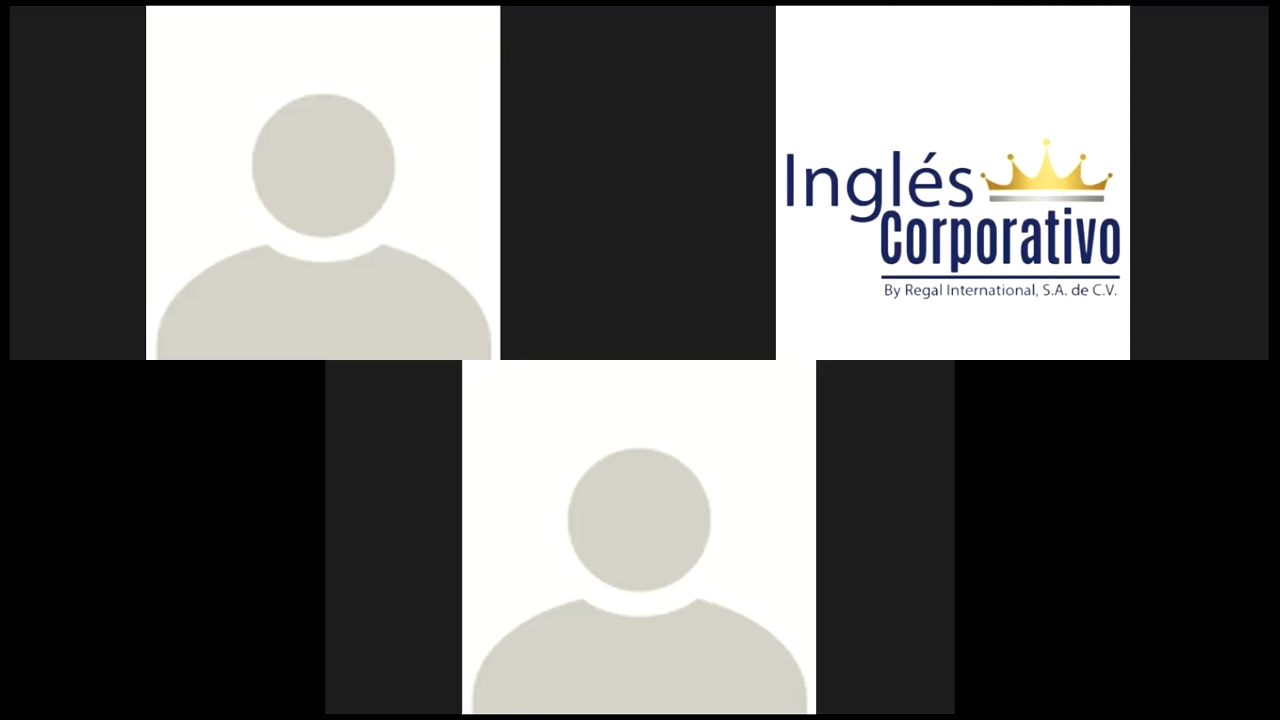 Inglés
Corporativo
By Regal International, S.A. de C.V.